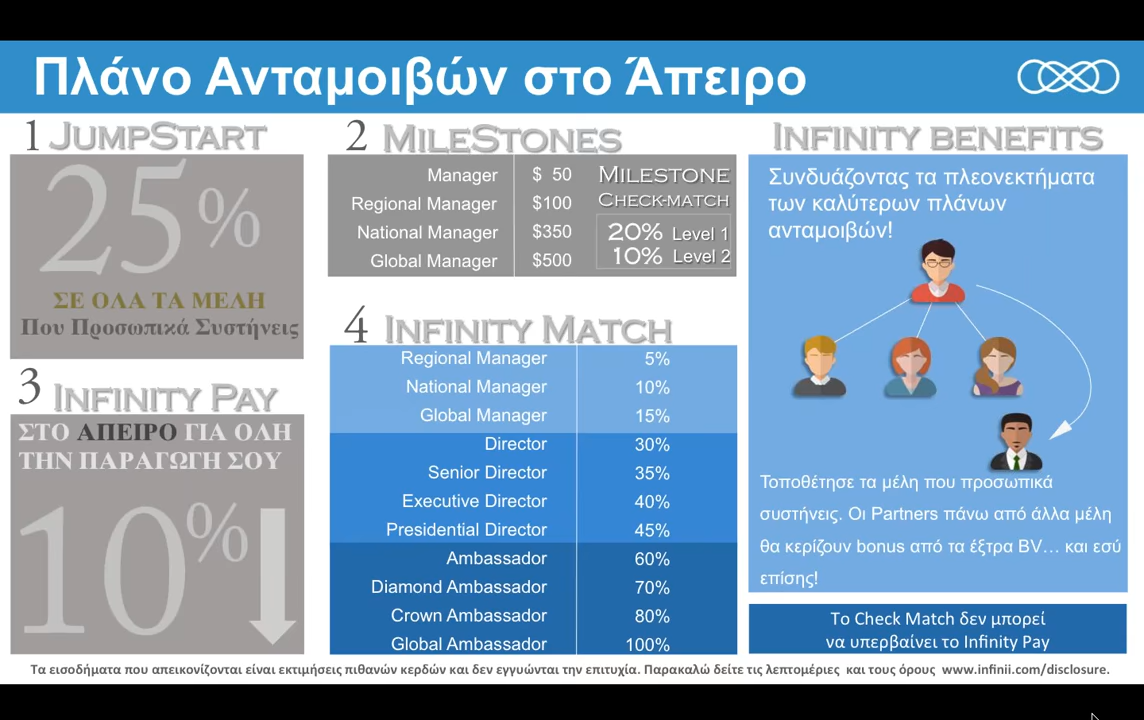 Πλάνο Ανταμοιβών στο Άπειρο
1 JUMPSTART
25%
ΣΕ ΟΛΑ ΤΑ ΜΕΛΗ
Που Προσωπικά Συστήνεις
2 MILESTONES
Manager $ 50
Regional Manager $100
National Manager $350
Global Manager $500
MILESTONE
CHECK-MATCH
20% Level 1
10% Level 2
3 INFINITY PAY
ΣΤΟ ΑΠΕΙΡΟ ΓΙΑ ΟΛΗ
ΤΗΝ ΠΑΡΑΓΩΓΗ ΣΟΥ
10%
4 INFINITY MATCH
Regional Manager 5%
National Manager 10%
Global Manager 15%
Director 30%
Senior Director 35%
Executive Director 40%
Presidential Director 45%
Ambassador 60%
Diamond Ambassador 70%
Crown Ambassador 80%
Global Ambassador 100%
INFINITY BENEFITS
Συνδυάζοντας τα πλεονεκτήματα
των καλύτερων πλάνων
ανταμοιβών!
Τοποθέτησε τα μέλη που προσωπικά
συστήνεις. Οι Partners πάνω από άλλα μέλη
θα κερίζουν bonus από τα έξτρα BV... και εσύ
επίσης!
Το Check Match δεν μπορεί
να υπερβαίνει το Infinity Pay
Τα εισοδήματα που απεικονίζονται είναι εκτιμήσεις πιθανών κερδών και δεν εγγυώνται την επιτυχία. Παρακαλώ δείτε τις λεπτομέριες και τους όρους www.infinii.com/disclosure.